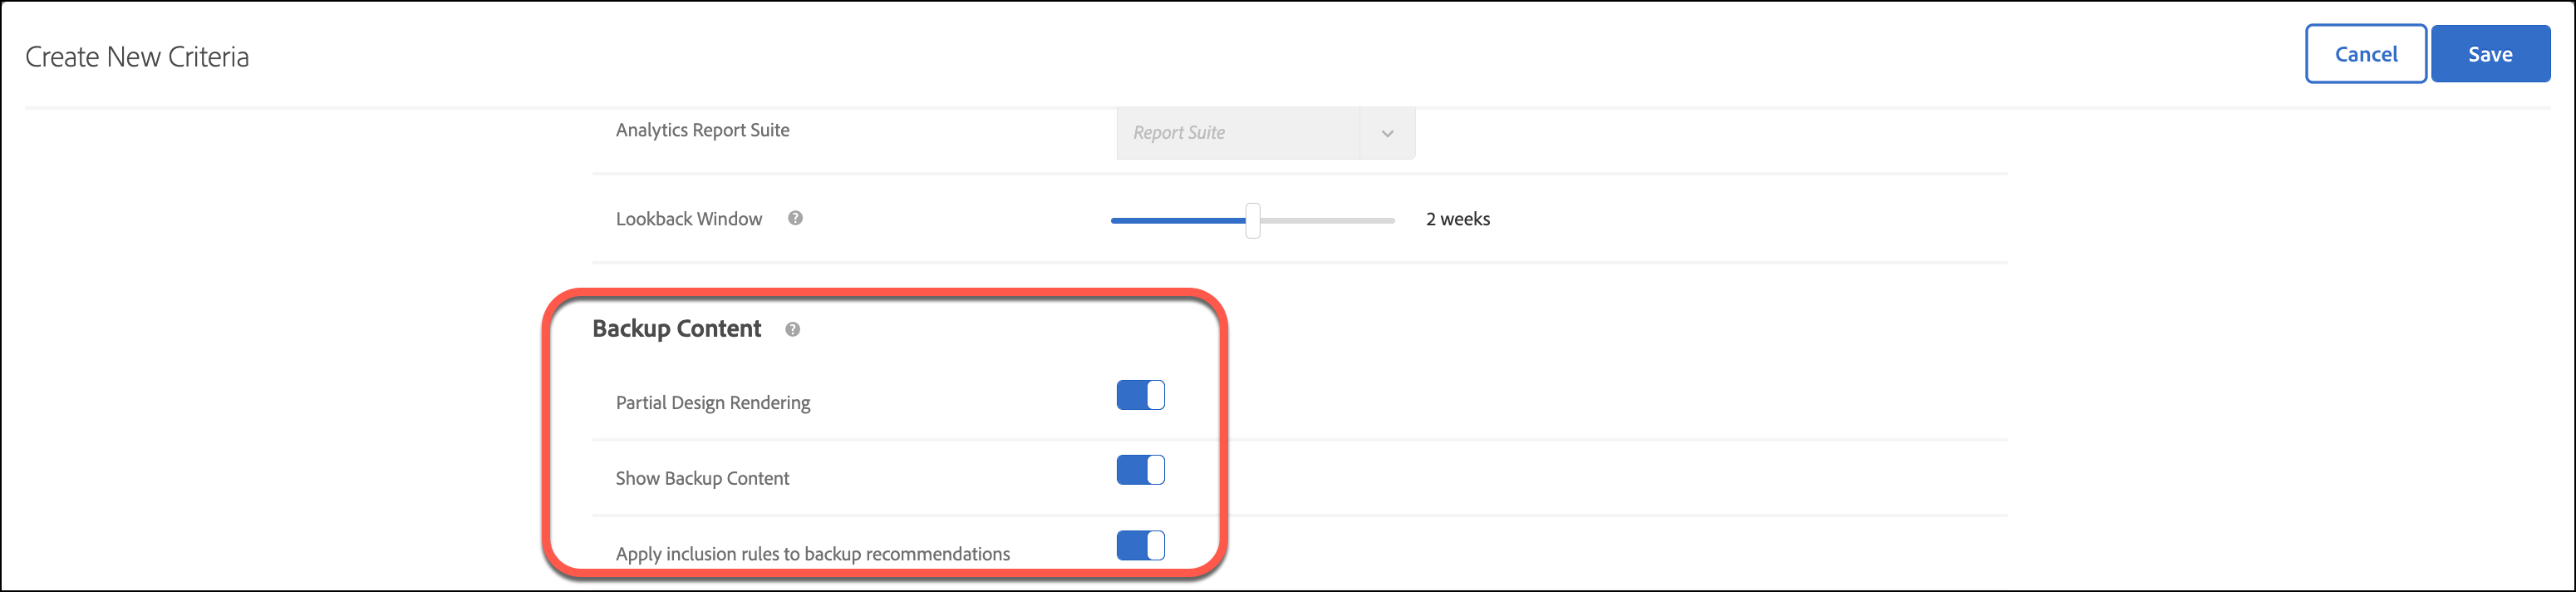 Create New Criteria
Cancel
Save
Analytics Report Suite
Report Suite
Lookback Window ?
2 weeks
Backup Content ?
Partial Design Rendering
Show Backup Content
Apply inclusion rules to backup recommendations